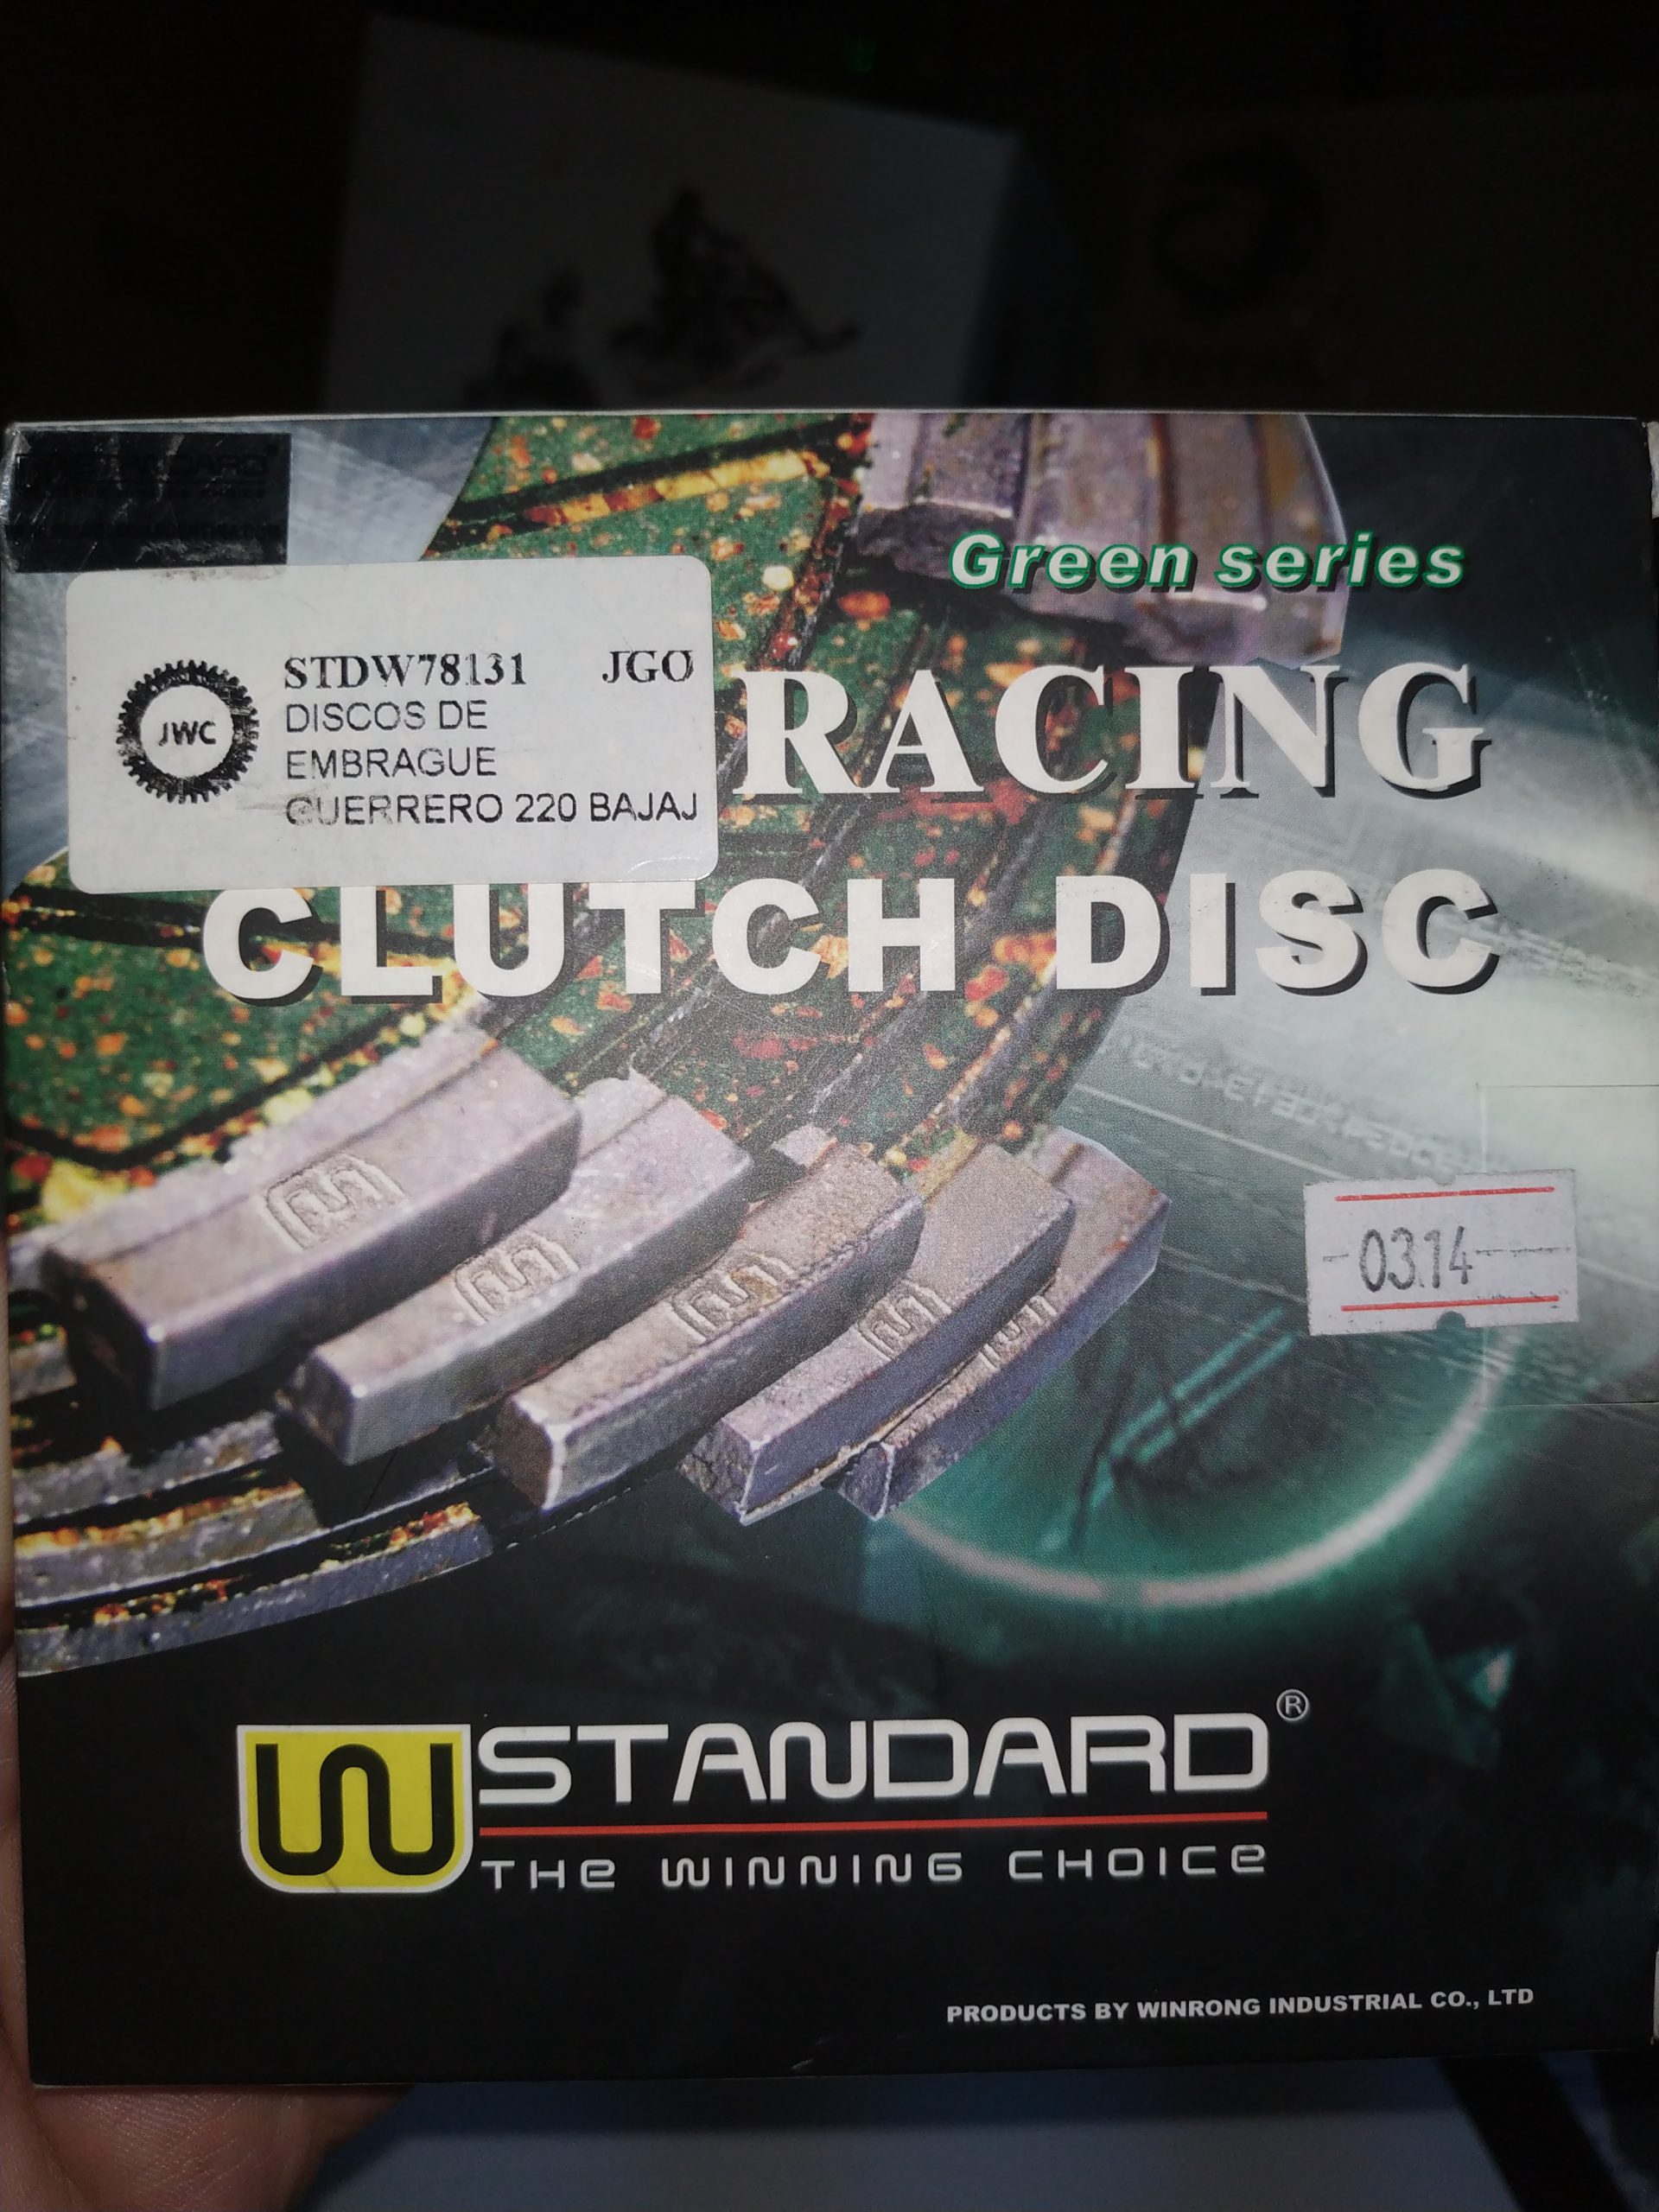 Green series
STDW78131 JGO
JWC
DISCOS DE
EMBRAGUE
GUERRERO 220 BAJAJ
RACING
CLUTCH DISC
03.14
W STANDARD®
THE WINNING CHOICE
PRODUCTS BY WINRONG INDUSTRIAL CO., LTD